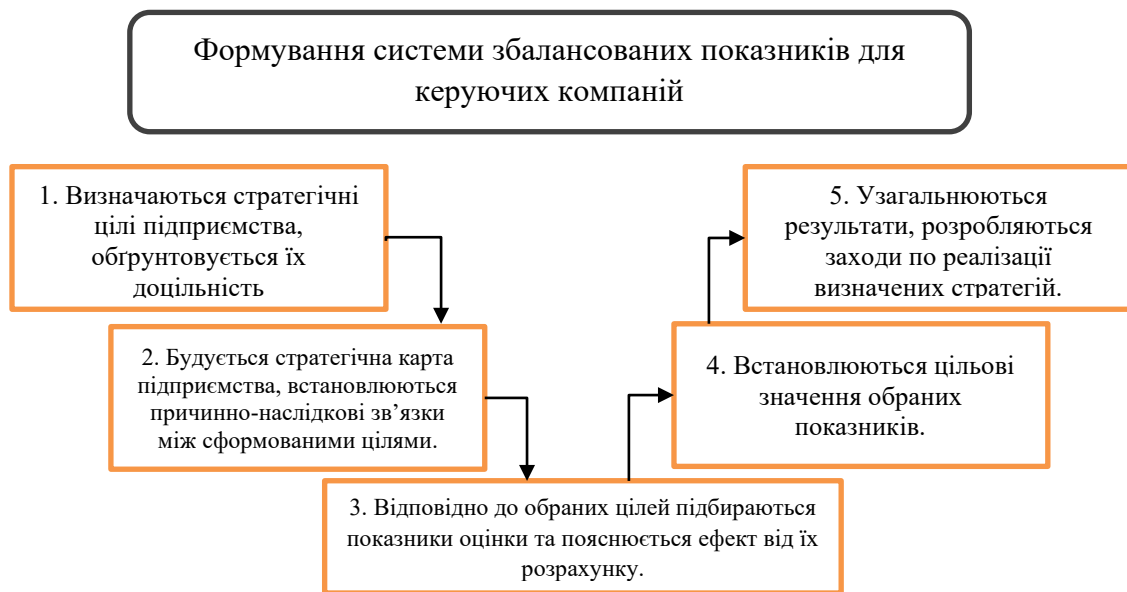 Формування системи збалансованих показників для
керуючих компаній
1. Визначаються стратегічні
цілі підприємства,
обґрунтовується їх
доцільність
2. Будується стратегічна карта
підприємства, встановлюються
причинно-наслідкові зв’язки
між сформованими цілями.
3. Відповідно до обраних цілей підбираються
показники оцінки та пояснюється ефект від їх
розрахунку.
4. Встановлюються цільові
значення обраних
показників.
5. Узагальнюються
результати, розробляються
заходи по реалізації
визначених стратегій.